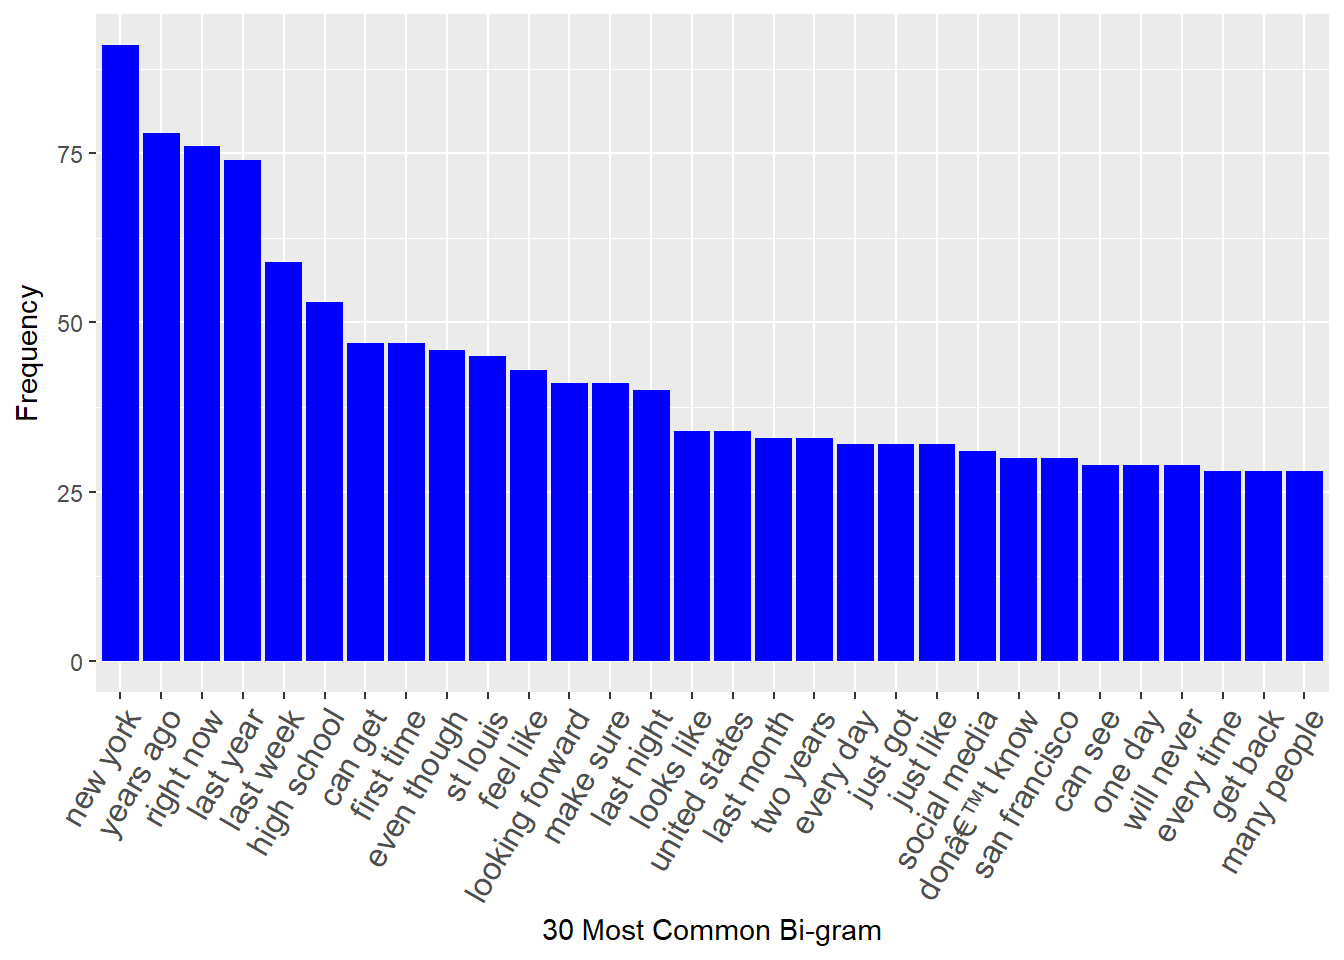 Frequency
75
50
25
0
new york
years ago
right now
last year
last week
high school
can get
first time
even though
st louis
feel like
looking forward
make sure
last night
looks like
united states
last month
two years
every day
just got
just like
social media
donâ€™t know
san francisco
can see
one day
will never
every time
get back
many people
30 Most Common Bi-gram